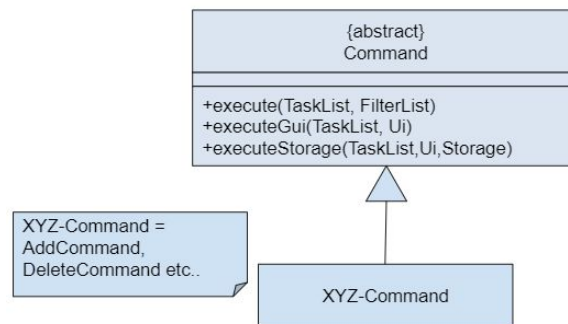 {abstract}
Command
+execute(TaskList, FilterList)
+executeGui(TaskList, Ui)
+executeStorage(TaskList,Ui,Storage)
XYZ-Command =
AddCommand,
DeleteCommand etc..
XYZ-Command